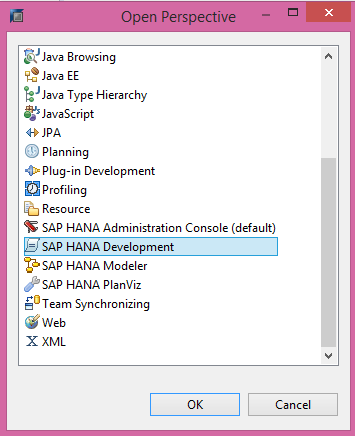 Open Perspective
Java Browsing
Java EE
Java Type Hierarchy
JavaScript
JPA
Planning
Plug-in Development
Profiling
Resource
SAP HANA Administration Console (default)
SAP HANA Development
SAP HANA Modeler
SAP HANA PlanViz
Team Synchronizing
Web
X XML
OK Cancel